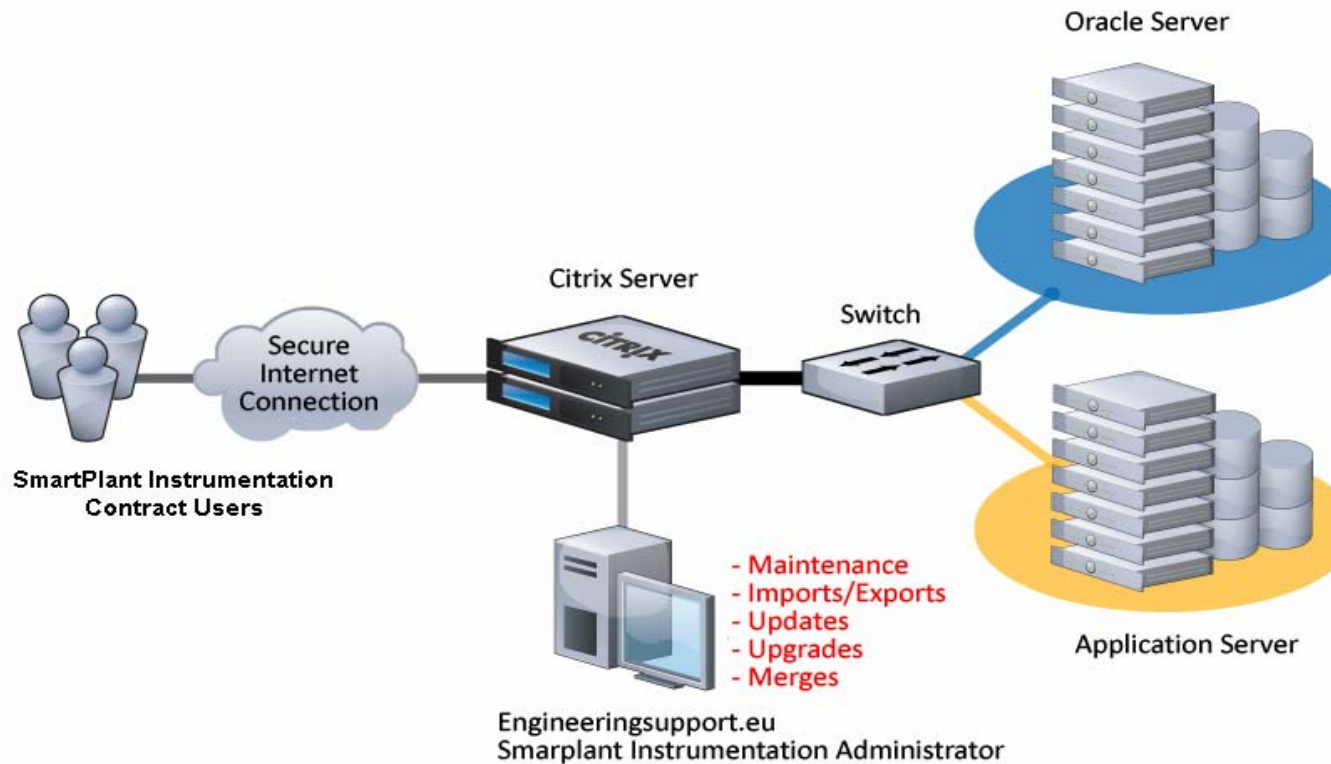 Oracle Server
Citrix Server
Switch
Secure
Internet
Connection
CITRIX
SmartPlant Instrumentation
Contract Users
- Maintenance
- Imports/Exports
- Updates
- Upgrades
- Merges
Application Server
Engineeringsupport.eu
Smarplant Instrumentation Administrator